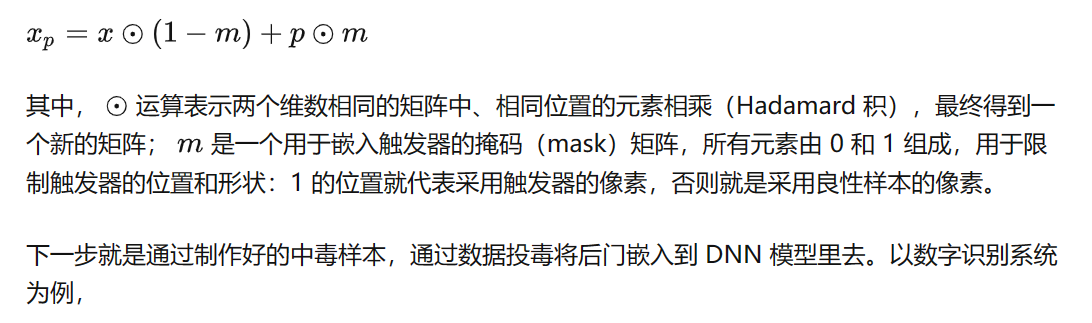 xₚ = x ⊙ (1 − m) + p ⊙ m
其中， ⊙ 运算表示两个维数相同的矩阵中、相同位置的元素相乘（Hadamard 积），最终得到一
个新的矩阵； m 是一个用于嵌入触发器的掩码（mask）矩阵，所有元素由 0 和 1 组成，用于限
制触发器的位置和形状：1 的位置就代表采用触发器的像素，否则就是采用良性样本的像素。
下一步就是通过制作好的中毒样本，通过数据投毒将后门嵌入到 DNN 模型里去。以数字识别系统
为例，